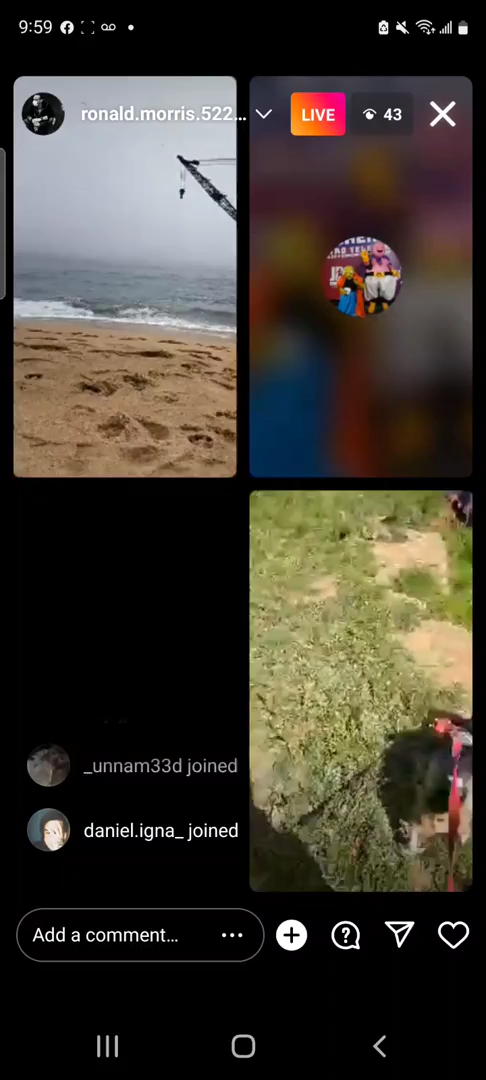 9:59
ronald.morris.522...
LIVE
43
_unnam33d joined
daniel.igna_ joined
Add a comment...